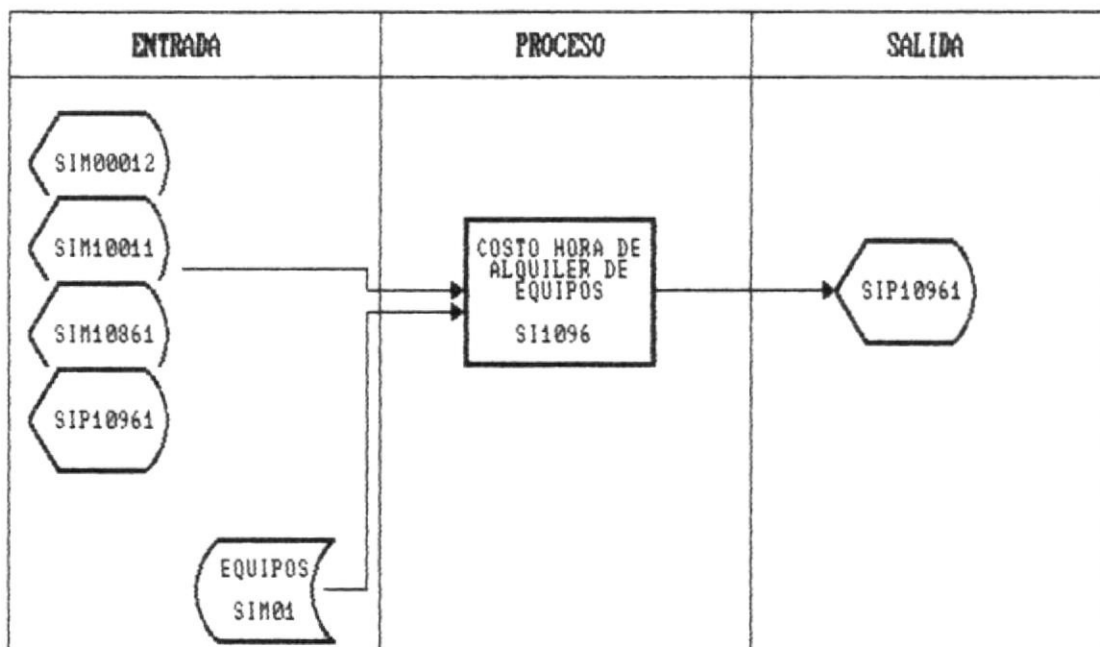 ENTRADA
PROCESO
SALIDA
SIM00012
SIM10011
SIM10861
SIP10961
EQUIPOS
SIM01
COSTO HORA DE
ALQUILER DE
EQUIPOS
SI1096
SIP10961